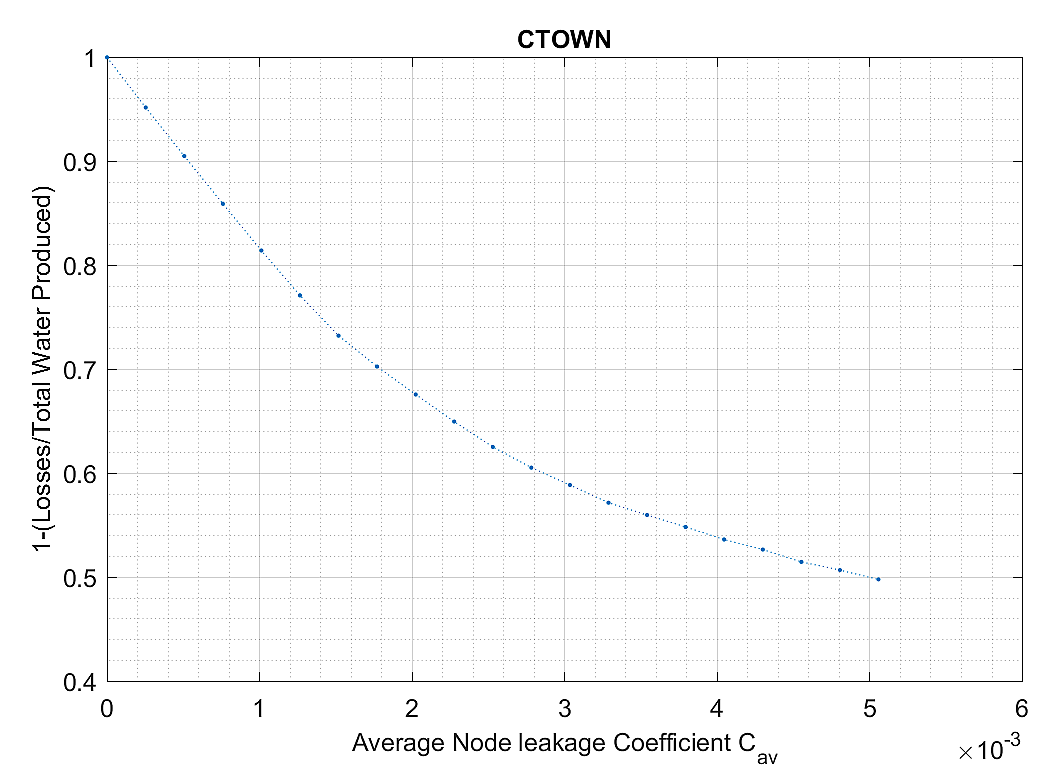 CTOWN
1
0.9
0.8
0.7
0.6
0.5
0.4
1-(Losses/Total Water Produced)
0 1 2 3 4 5 6
Average Node leakage Coefficient C_av
×10^-3